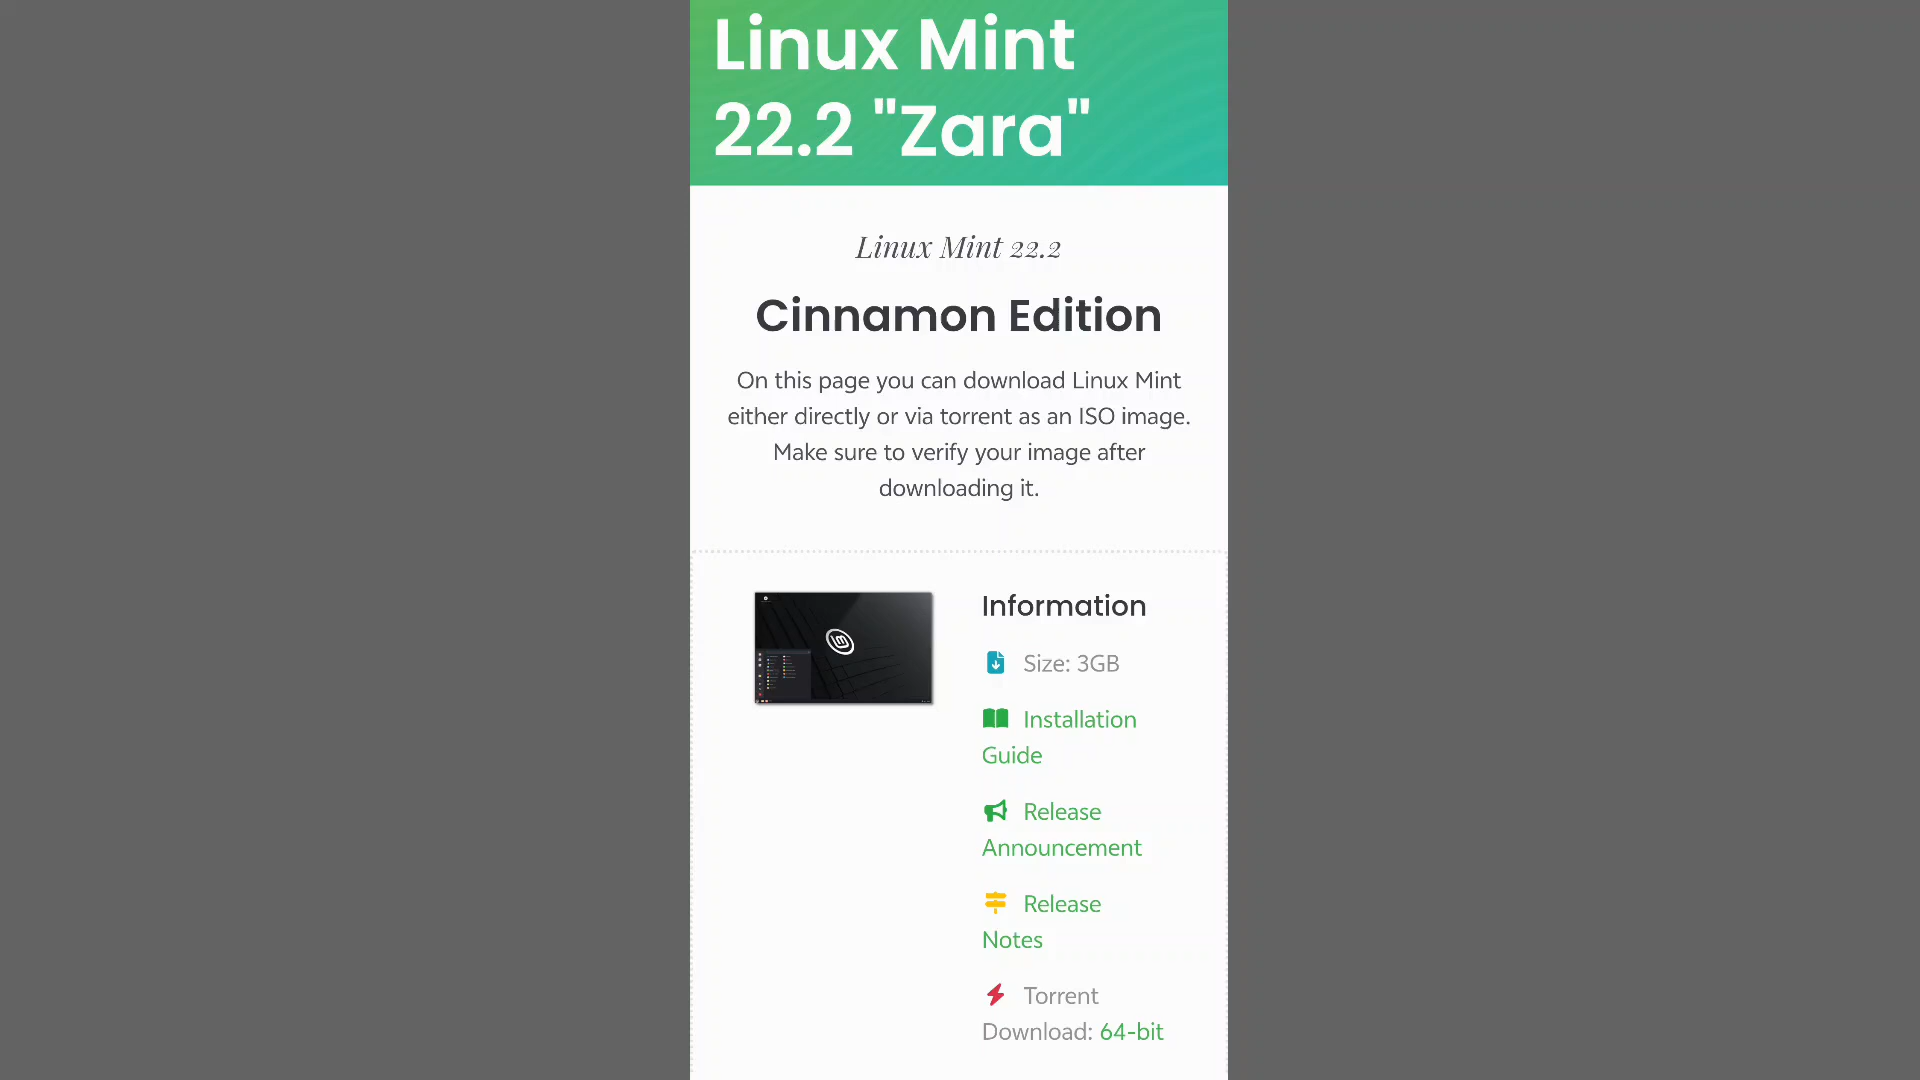 Linux Mint
22.2 "Zara"
Linux Mint 22.2
Cinnamon Edition
On this page you can download Linux Mint
either directly or via torrent as an ISO image.
Make sure to verify your image after
downloading it.
Information
Size: 3GB
Installation
Guide
Release
Announcement
Release
Notes
Torrent
Download: 64-bit